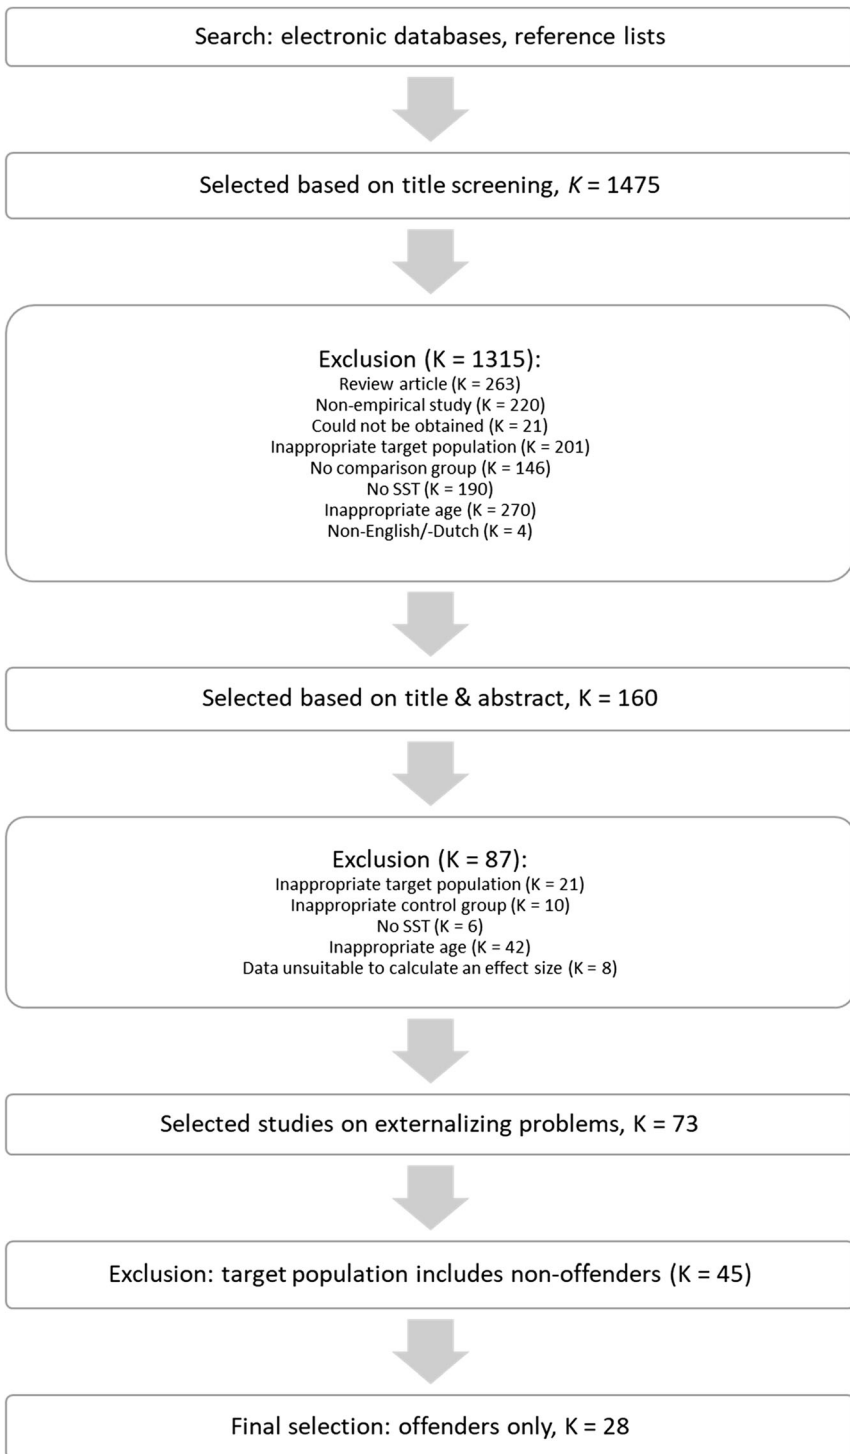 Search: electronic databases, reference lists
Selected based on title screening, K = 1475
Exclusion (K = 1315):
Review article (K = 263)
Non-empirical study (K = 220)
Could not be obtained (K = 21)
Inappropriate target population (K = 201)
No comparison group (K = 146)
No SST (K = 190)
Inappropriate age (K = 270)
Non-English/-Dutch (K = 4)
Selected based on title & abstract, K = 160
Exclusion (K = 87):
Inappropriate target population (K = 21)
Inappropriate control group (K = 10)
No SST (K = 6)
Inappropriate age (K = 42)
Data unsuitable to calculate an effect size (K = 8)
Selected studies on externalizing problems, K = 73
Exclusion: target population includes non-offenders (K = 45)
Final selection: offenders only, K = 28